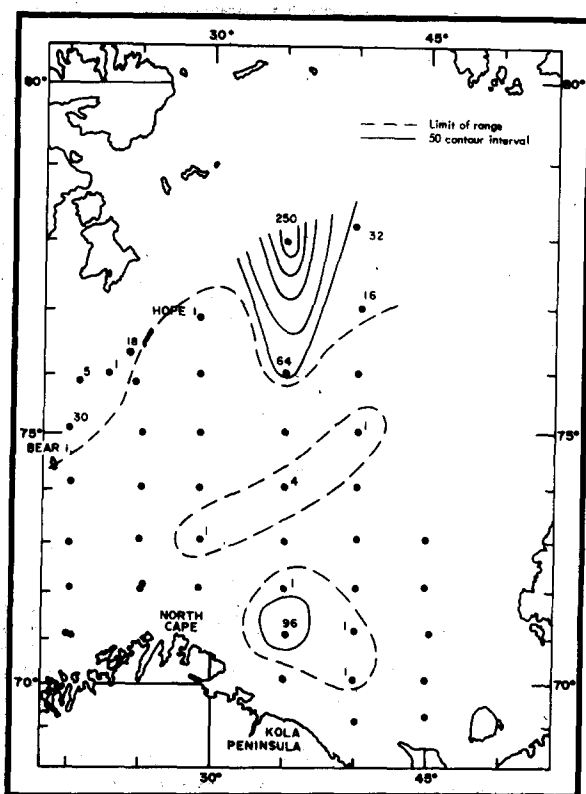 30° 45°
80° 80°
Limit of range
50 contour interval
250
32
16
HOPE I
18
1
5
64
30
75° 75°
BEAR I.
1
4
1
1
NORTH
CAPE
96
1
1
70° 70°
KOLA
PENINSULA
30° 45°